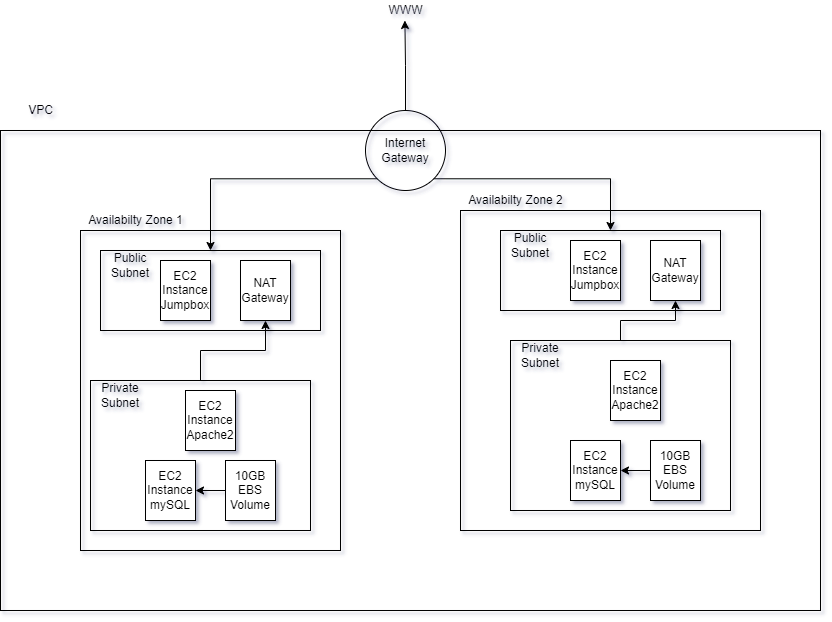 WWW
VPC
Internet
Gateway
Availabilty Zone 1
Public
Subnet
EC2
Instance
Jumpbox
NAT
Gateway
Private
Subnet
EC2
Instance
Apache2
EC2
Instance
mySQL
10GB
EBS
Volume
Availabilty Zone 2
Public
Subnet
EC2
Instance
Jumpbox
NAT
Gateway
Private
Subnet
EC2
Instance
Apache2
EC2
Instance
mySQL
10GB
EBS
Volume